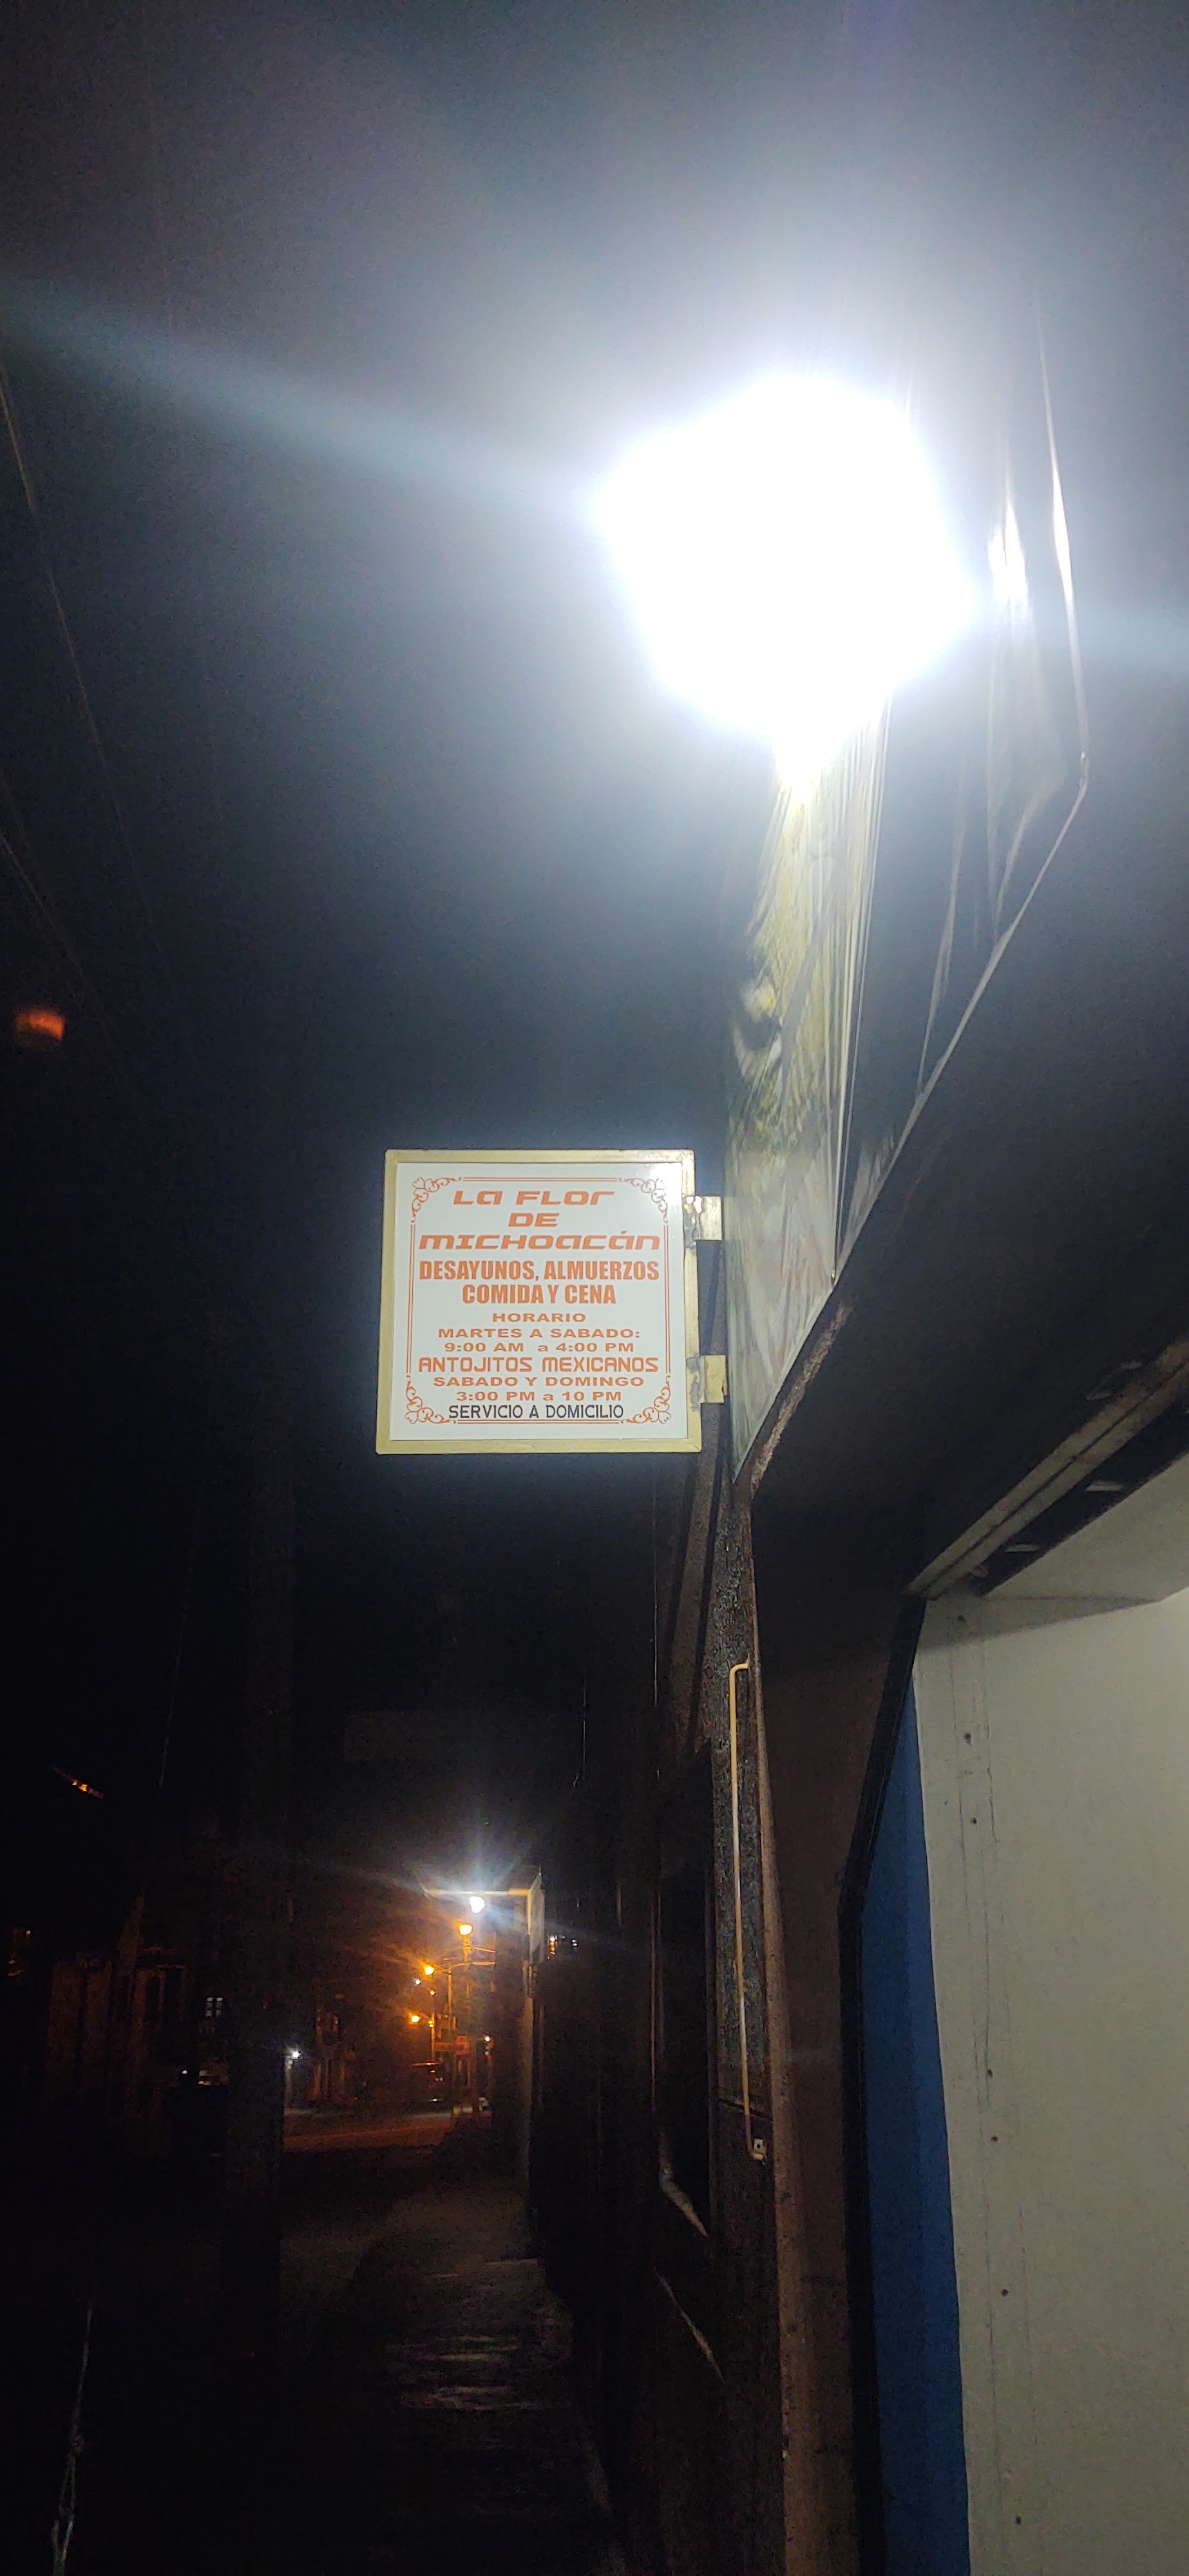 La Flor
DE
MICHOACÁN
DESAYUNOS, ALMUERZOS
COMIDA Y CENA
HORARIO
MARTES A SABADO:
9:00 AM a 4:00 PM
ANTOJITOS MEXICANOS
SABADO Y DOMINGO
3:00 PM a 10 PM
SERVICIO A DOMICILIO